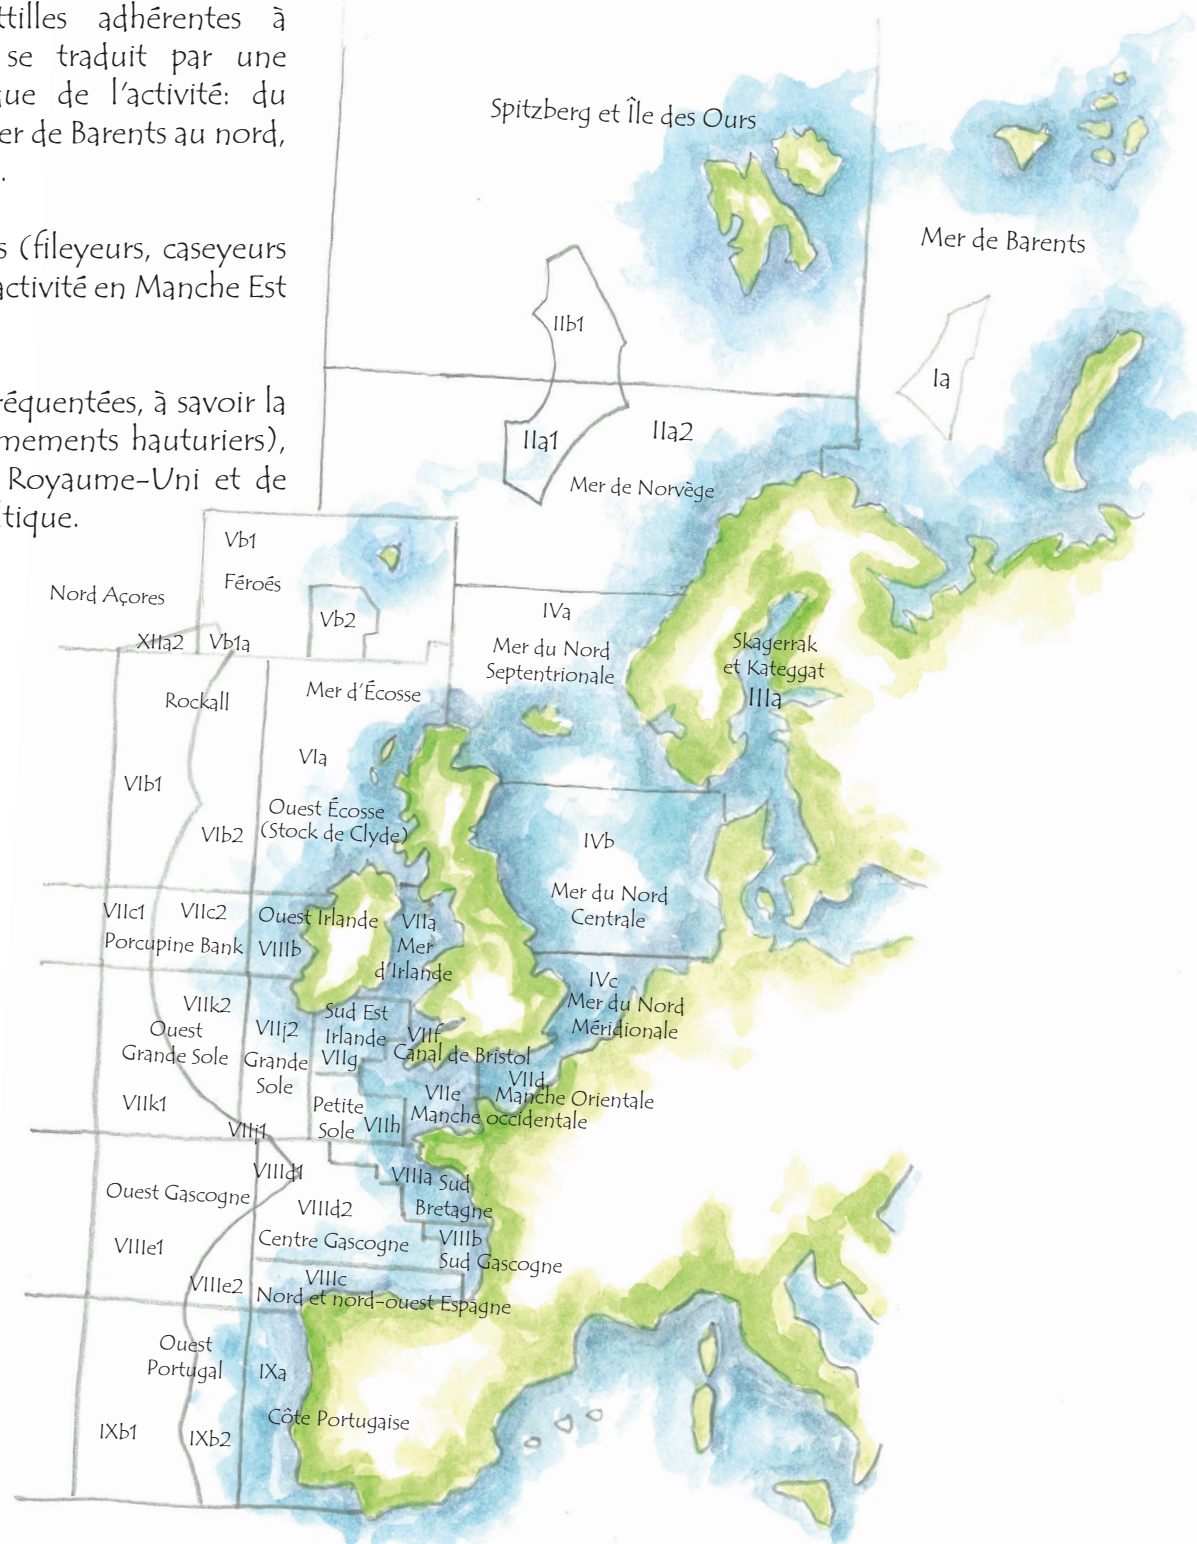 ttilles adhérentes à
se traduit par une
que de l'activité: du
er de Barents au nord,
.
s (fileyeurs, caseyeurs
activité en Manche Est
réquentées, à savoir la
mements hauturiers),
Royaume-Uni et de
tique.
Spitzberg et Île des Ours
Mer de Barents
IIb1
Ia
IIa1
IIa2
Mer de Norvège
Vb1
Féroés
Nord Açores
Vb2
IVa
XIIa2
Vb1a
Mer du Nord
Septentrionale
Skagerrak
et Kateggat
IIIa
Rockall
Mer d'Écosse
VIa
VIb1
Ouest Écosse
(Stock de Clyde)
VIb2
IVb
Mer du Nord
Centrale
VIIc1
VIIc2
Ouest Irlande
VIIa
Mer
d'Irlande
Porcupine Bank
VIIIb
IVc
Mer du Nord
Méridionale
VIIk2
Ouest
Grande Sole
VIIj2
Grande
Sole
Sud Est
Irlande
VIIg
VIIf
Canal de Bristol
VIId
Manche Orientale
VIIe
Manche occidentale
VIIk1
Petite
Sole
VIIh
VIIj1
VIIId1
VIIIa Sud
Bretagne
Ouest Gascogne
VIIId2
Centre Gascogne
VIIIb
Sud Gascogne
VIIIe1
VIIIe2
VIIIc
Nord et nord-ouest Espagne
Ouest
Portugal
IXa
Côte Portugaise
IXb1
IXb2